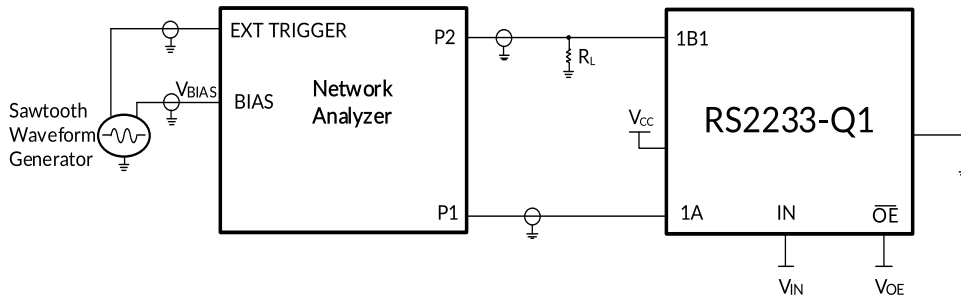 EXT TRIGGER
P2
1B1
RL
VBIAS
BIAS
Network
Analyzer
Sawtooth
Waveform
Generator
VCC
RS2233-Q1
P1
1A
IN
OE
VIN
VOE